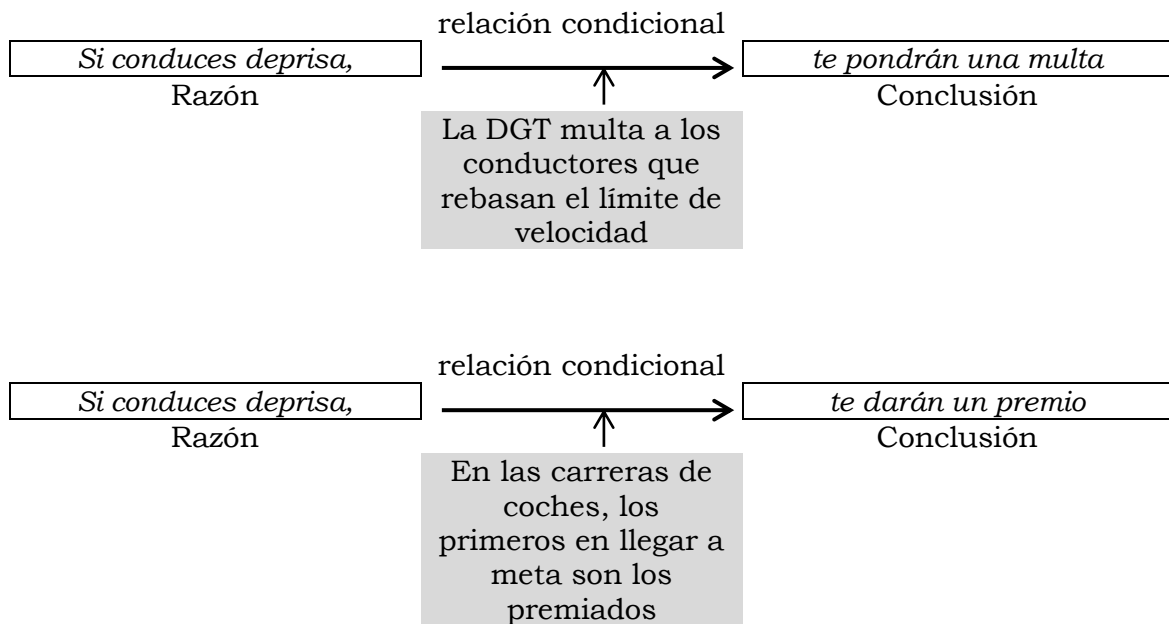 relación condicional
Si conduces deprisa,
te pondrán una multa
Razón
Conclusión
La DGT multa a los
conductores que
rebasan el límite de
velocidad
relación condicional
Si conduces deprisa,
te darán un premio
Razón
Conclusión
En las carreras de
coches, los
primeros en llegar a
meta son los
premiados